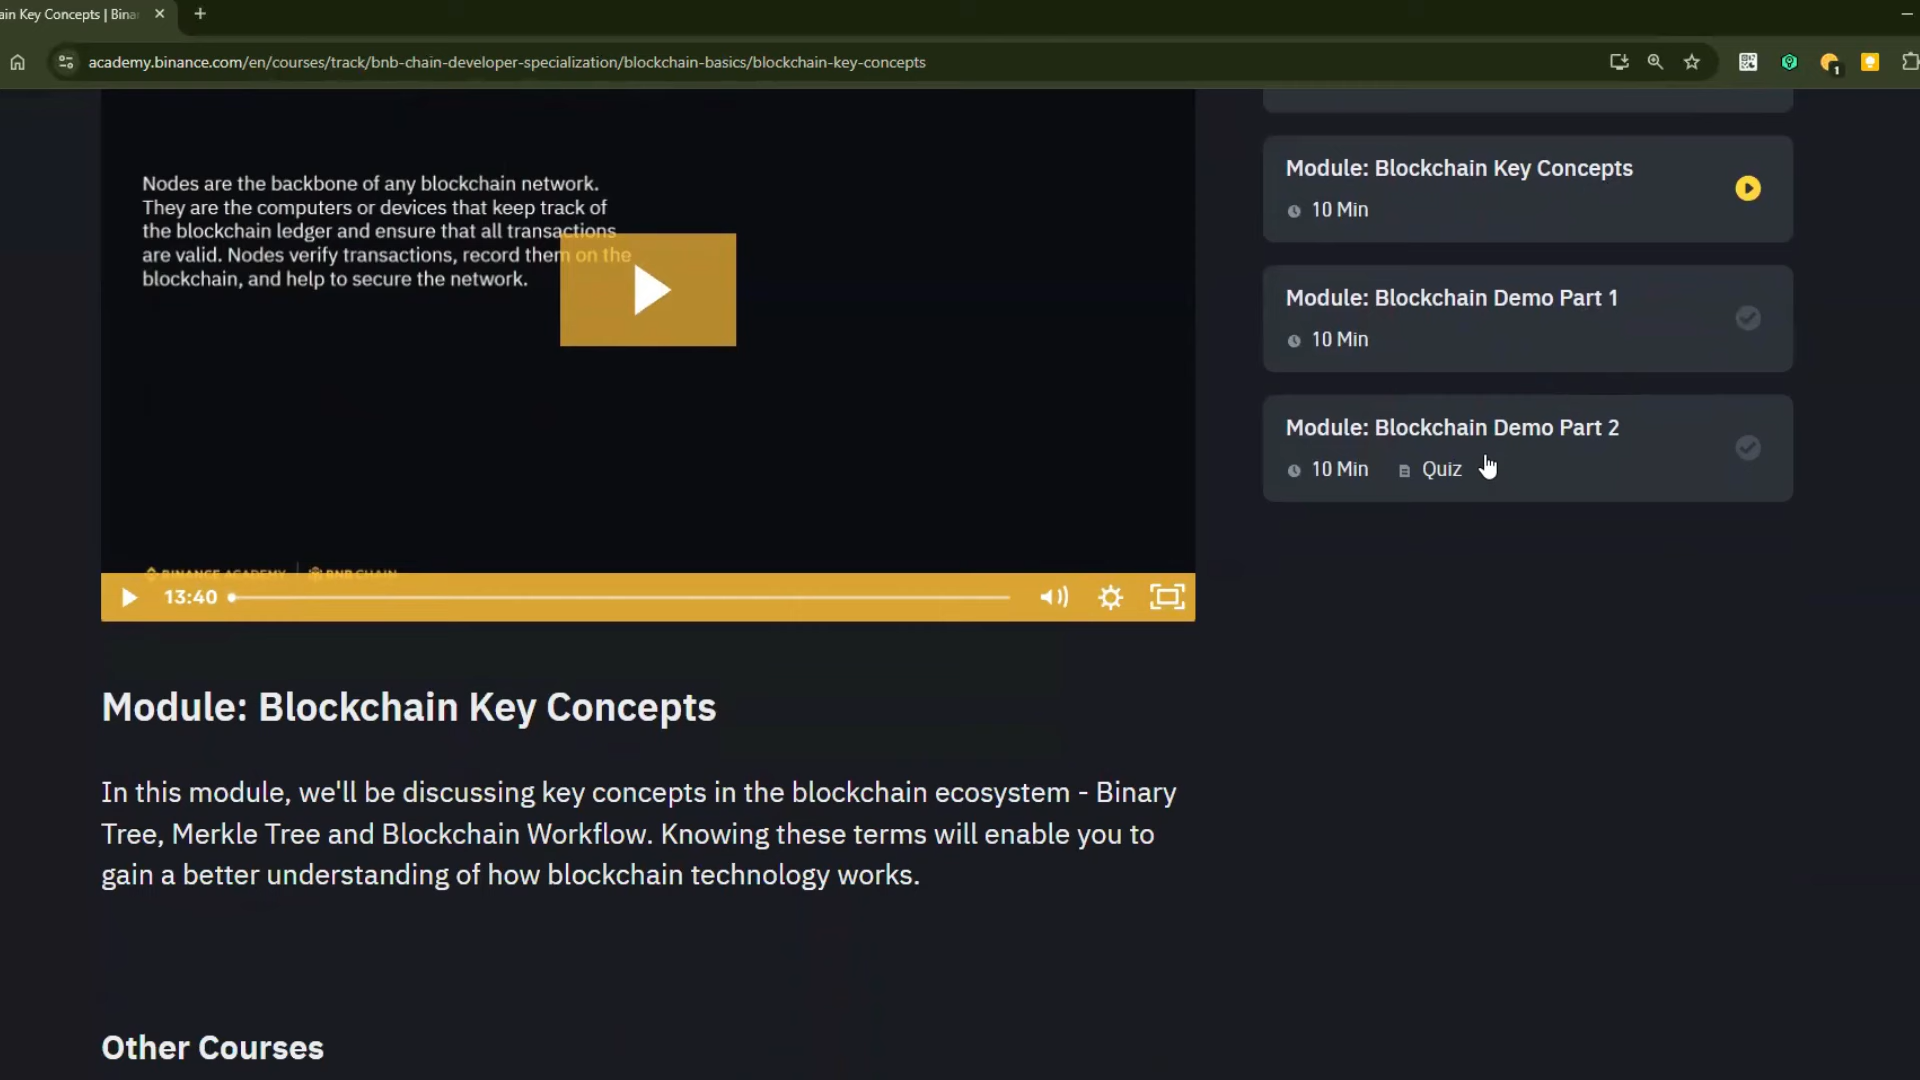 ain Key Concepts | Bina
academy.binance.com/en/courses/track/bnb-chain-developer-specialization/blockchain-basics/blockchain-key-concepts
1
Nodes are the backbone of any blockchain network.
They are the computers or devices that keep track of
the blockchain ledger and ensure that all transactions
are valid. Nodes verify transactions, record them on the
blockchain, and help to secure the network.
BINANCE ACADEMY | BNB CHAIN
13:40
Module: Blockchain Key Concepts
10 Min
Module: Blockchain Demo Part 1
10 Min
Module: Blockchain Demo Part 2
10 Min Quiz
Module: Blockchain Key Concepts
In this module, we'll be discussing key concepts in the blockchain ecosystem - Binary
Tree, Merkle Tree and Blockchain Workflow. Knowing these terms will enable you to
gain a better understanding of how blockchain technology works.
Other Courses